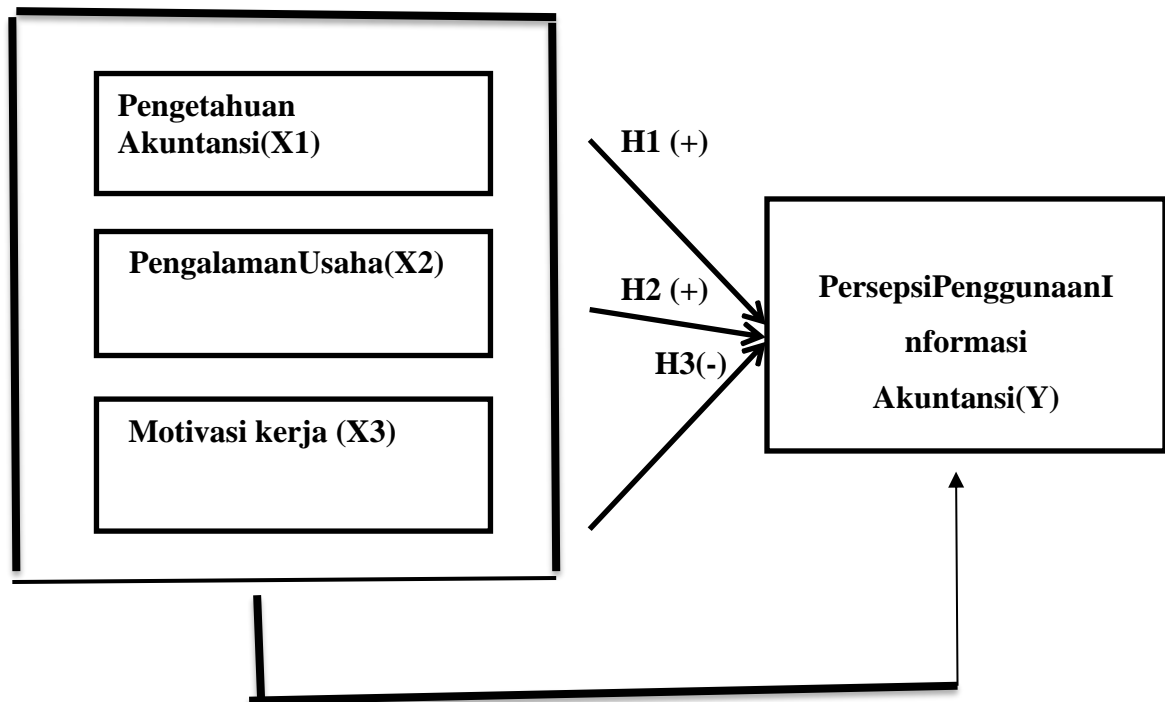 Pengetahuan
Akuntansi(X1)
H1 (+)
PengalamanUsaha(X2)
H2 (+)
PersepsiPenggunaanI
nformasi
Akuntansi(Y)
H3(-)
Motivasi kerja (X3)